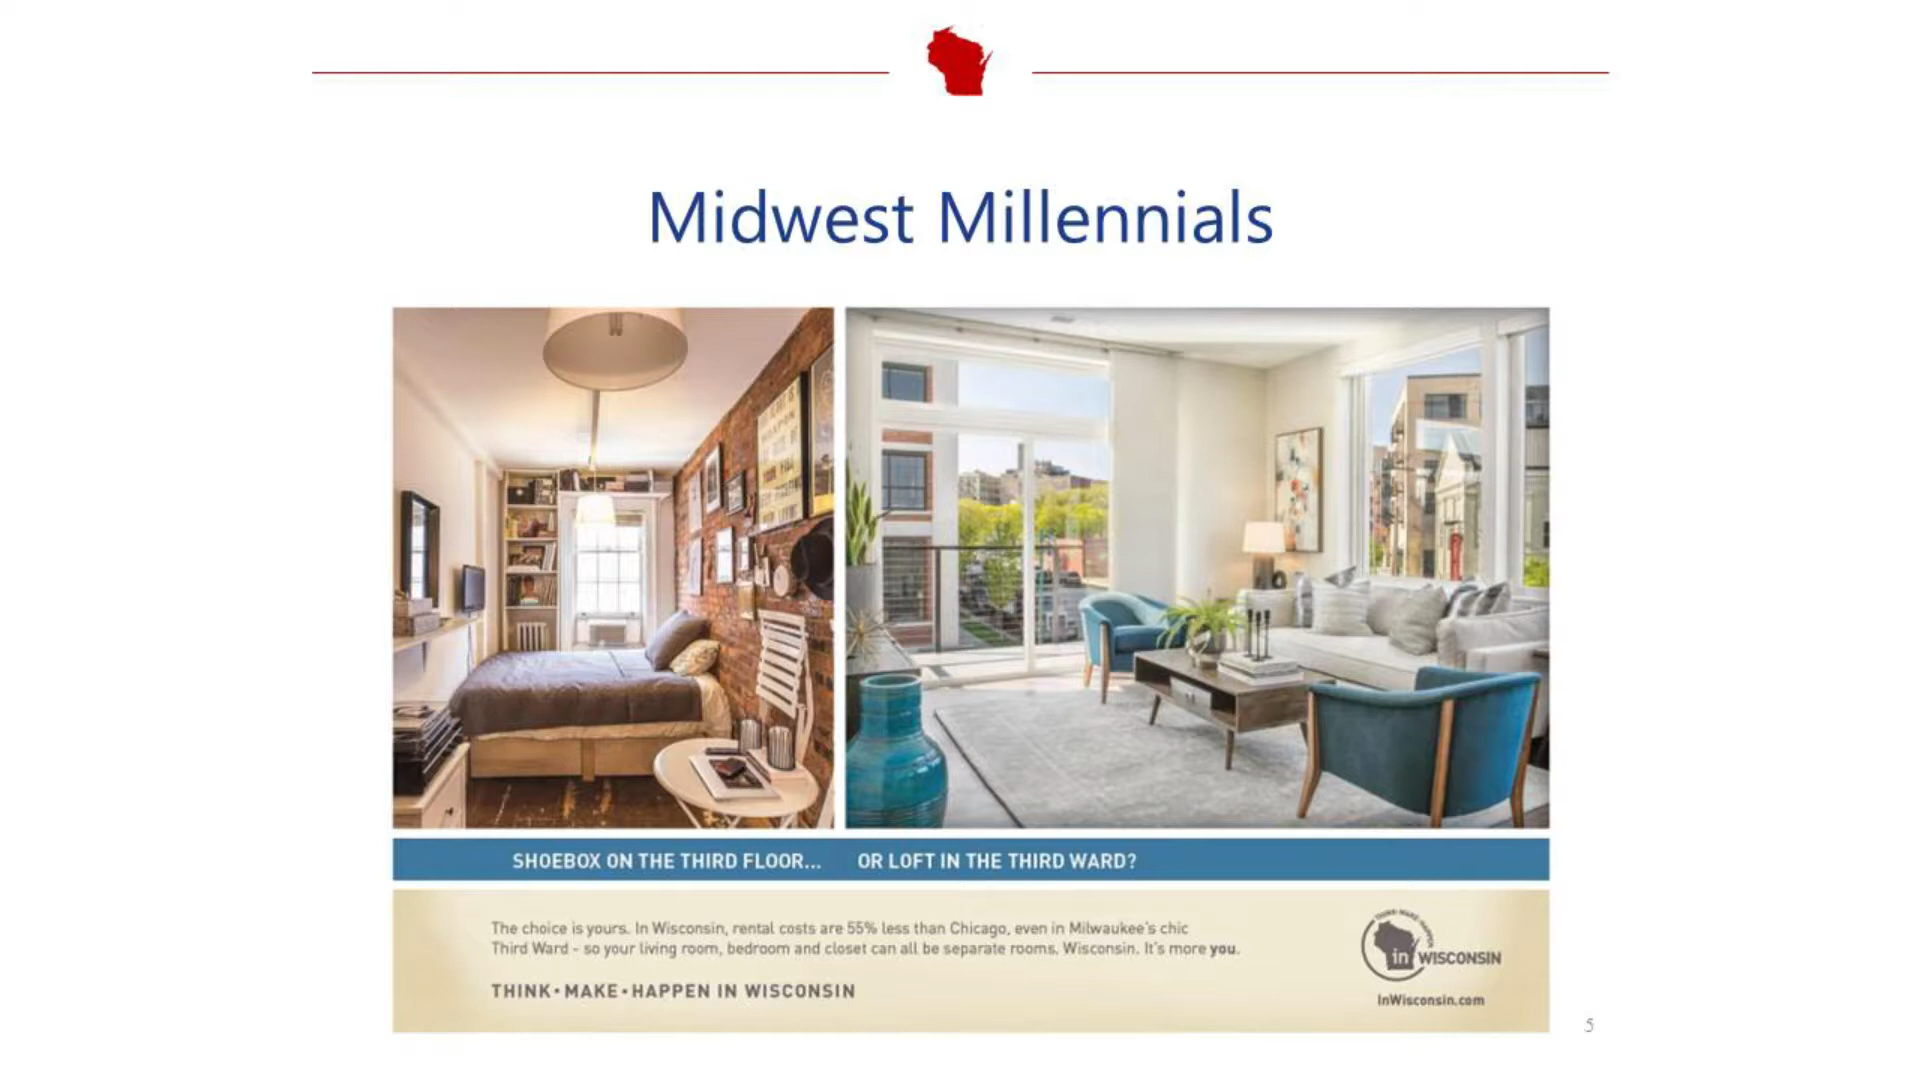 Midwest Millennials
SHOEBOX ON THE THIRD FLOOR... OR LOFT IN THE THIRD WARD?
The choice is yours. In Wisconsin, rental costs are 55% less than Chicago, even in Milwaukee's chic
Third Ward - so your living room, bedroom and closet can all be separate rooms. Wisconsin. It's more you.
THINK • MAKE • HAPPEN IN WISCONSIN
THINK • MAKE • HAPPEN
in WISCONSIN
InWisconsin.com
5